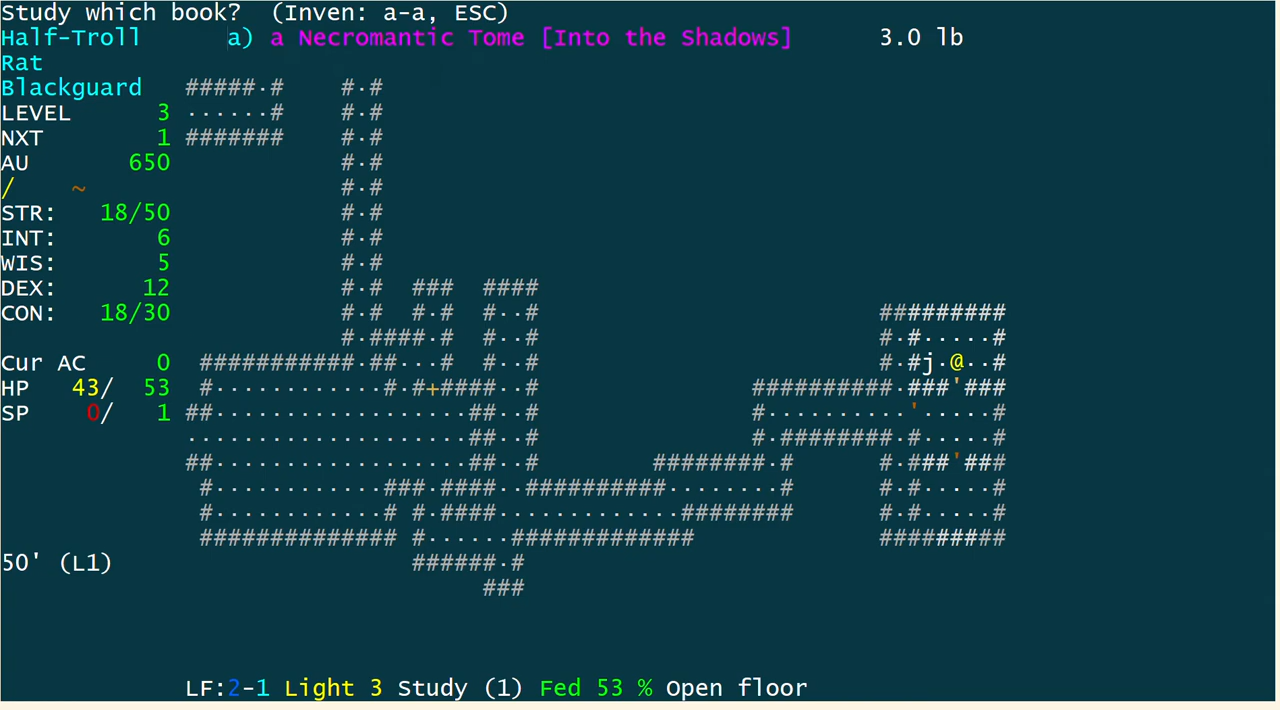 Study which book?  (Inven: a-a, ESC)
Half-Troll      a) a Necromantic Tome [Into the Shadows]      3.0 lb
Rat
Blackguard   #####·#    #·#
LEVEL      3 ······#    #·#
NXT        1 #######    #·#
AU       650            #·#
/    ~                  #·#
STR:  18/50             #·#
INT:      6             #·#
WIS:      5             #·#
DEX:     12             #·#  ###  ####
CON:  18/30             #·#  #·#  #··#                        #########
                        #·####·#  #··#                        #·#·····#
Cur AC    0   ###########·##···#  #··#                        #·#j·@··#
HP   43/ 53   #···········#·#+####··#               ##########·###'###
SP    0/  1  ##··················##··#               #··········'·····#
             ····················##··#               #·########·#·····#
             ##··················##··#        ########·#      #·###'###
              #············###·####··##########········#      #·#·····#
              #···········# #·####·············########      #·#·····#
              ############## #······#############             #########
50' (L1)                     ######·#
                                  ###
LF:2-1 Light 3 Study (1) Fed 53 % Open floor